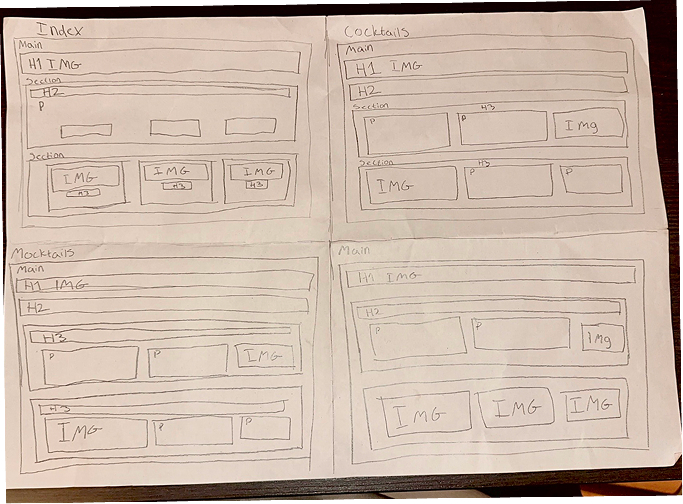 Index
Main
H1 IMG
Section
H2
P
Section
IMG IMG IMG
H3 H3 H3
Cocktails
Main
H1 IMG
H2
Section H3
P P Img
Section H3
IMG P P
Mocktails
Main
H1 IMG
H2
H3
P P IMG
H3
IMG P P
Main
H1 IMG
H2
P P Img
IMG IMG IMG